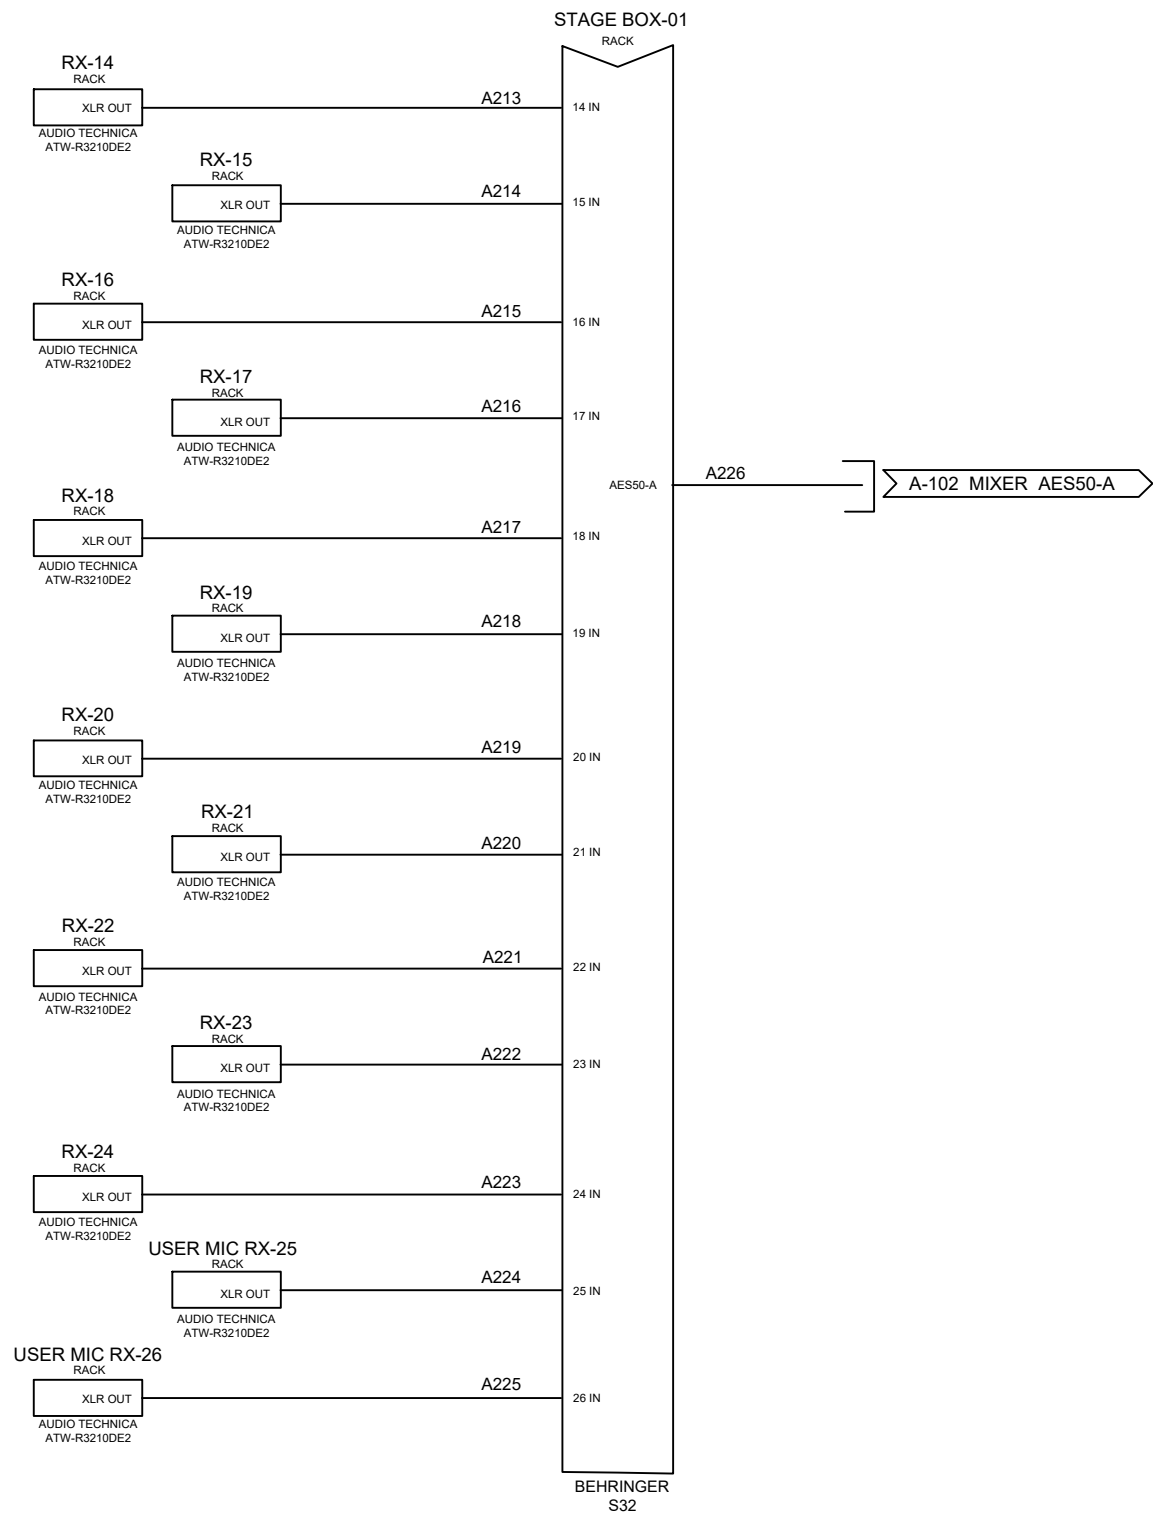 STAGE BOX-01
RACK
RX-14
RACK
XLR OUT
AUDIO TECHNICA
ATW-R3210DE2
A213
14 IN
RX-15
RACK
XLR OUT
AUDIO TECHNICA
ATW-R3210DE2
A214
15 IN
RX-16
RACK
XLR OUT
AUDIO TECHNICA
ATW-R3210DE2
A215
16 IN
RX-17
RACK
XLR OUT
AUDIO TECHNICA
ATW-R3210DE2
A216
17 IN
AES50-A
A226
A-102 MIXER AES50-A
RX-18
RACK
XLR OUT
AUDIO TECHNICA
ATW-R3210DE2
A217
18 IN
RX-19
RACK
XLR OUT
AUDIO TECHNICA
ATW-R3210DE2
A218
19 IN
RX-20
RACK
XLR OUT
AUDIO TECHNICA
ATW-R3210DE2
A219
20 IN
RX-21
RACK
XLR OUT
AUDIO TECHNICA
ATW-R3210DE2
A220
21 IN
RX-22
RACK
XLR OUT
AUDIO TECHNICA
ATW-R3210DE2
A221
22 IN
RX-23
RACK
XLR OUT
AUDIO TECHNICA
ATW-R3210DE2
A222
23 IN
RX-24
RACK
XLR OUT
AUDIO TECHNICA
ATW-R3210DE2
A223
24 IN
USER MIC RX-25
RACK
XLR OUT
AUDIO TECHNICA
ATW-R3210DE2
A224
25 IN
USER MIC RX-26
RACK
XLR OUT
AUDIO TECHNICA
ATW-R3210DE2
A225
26 IN
BEHRINGER
S32